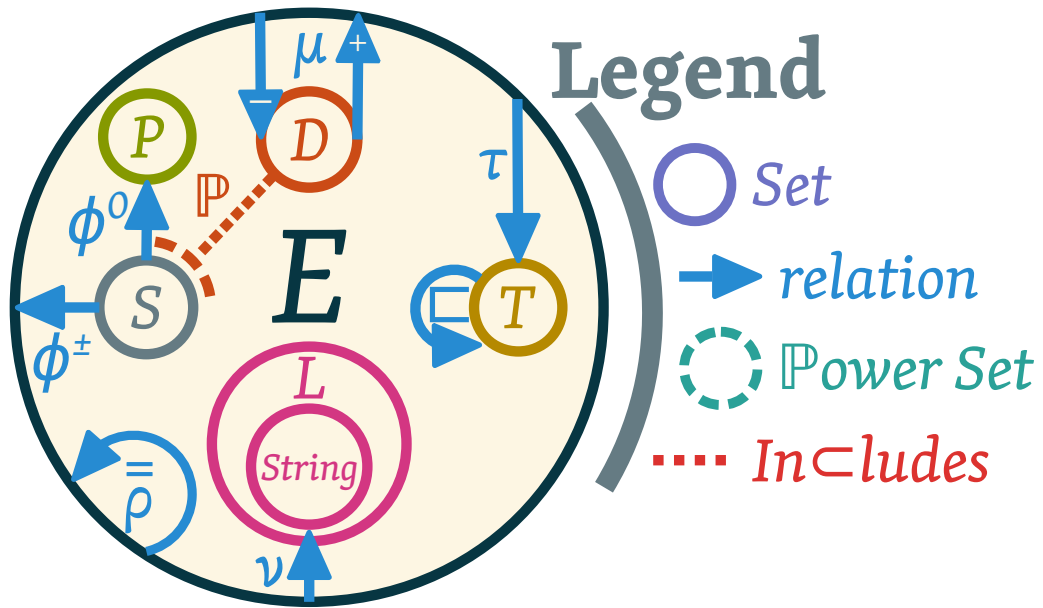 Legend
Set
relation
ℙower Set
In⊂ludes
μ
+
−
P
D
ℙ
τ
ϕ⁰
E
S
⊏
T
ϕ±
L
String
=
ρ
ν